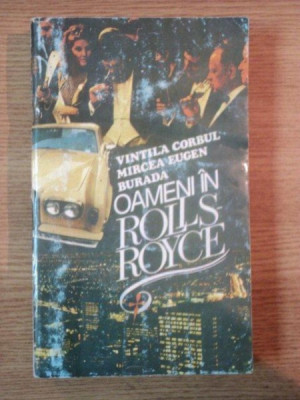 VINTILA CORBUL
MIRCEA EUGEN
BURADA
OAMENI ÎN
ROLLS-
ROYCE